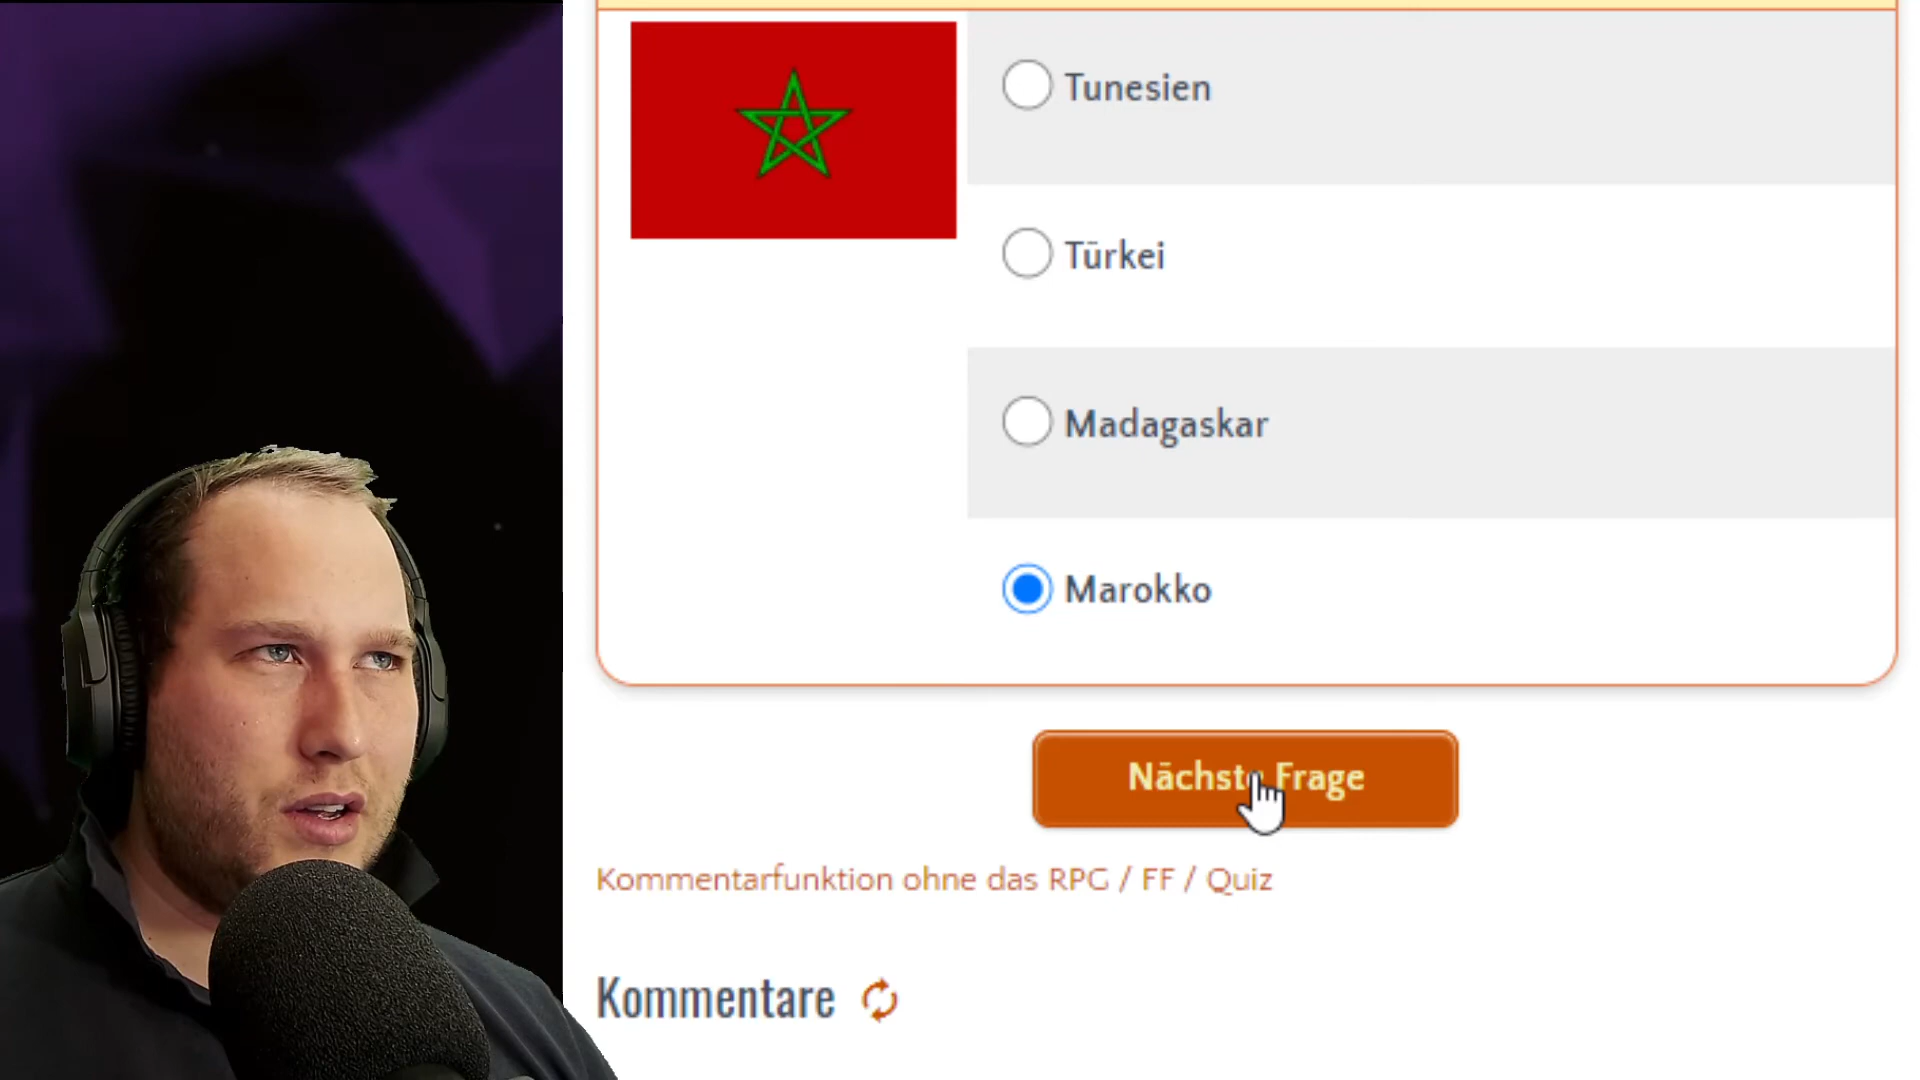 Tunesien
Türkei
Madagaskar
Marokko
Nächste Frage
Kommentarfunktion ohne das RPG / FF / Quiz
Kommentare